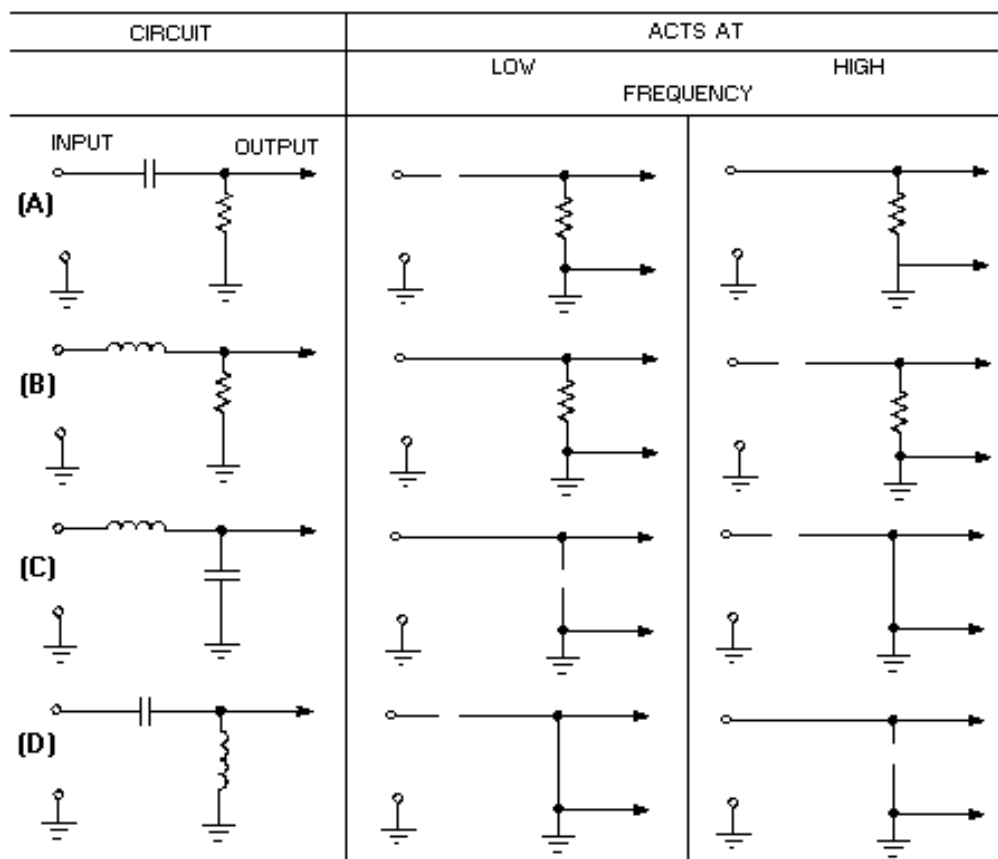 CIRCUIT
ACTS AT
LOW
HIGH
FREQUENCY
INPUT
OUTPUT
(A)
(B)
(C)
(D)